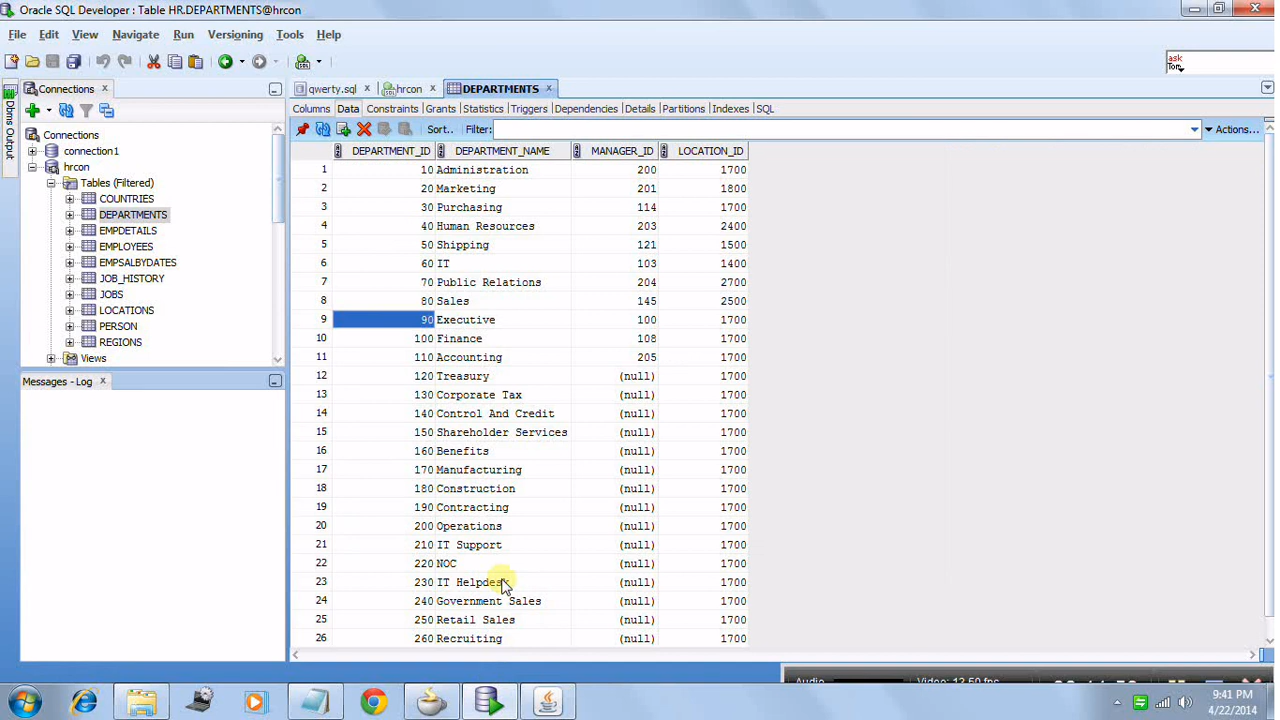 Oracle SQL Developer : Table HR.DEPARTMENTS@hrcon
File Edit View Navigate Run Versioning Tools Help
ask
Tom
Connections
qwerty.sql hrcon DEPARTMENTS
Columns Data Constraints Grants Statistics Triggers Dependencies Details Partitions Indexes SQL
Sort.. Filter: Actions...
Dbms Output
Connections
connection1
hrcon
Tables (Filtered)
COUNTRIES
DEPARTMENTS
EMPDETAILS
EMPLOYEES
EMPSALBYDATES
JOB_HISTORY
JOBS
LOCATIONS
PERSON
REGIONS
Views
Messages - Log
DEPARTMENT_ID DEPARTMENT_NAME MANAGER_ID LOCATION_ID
1 10 Administration 200 1700
2 20 Marketing 201 1800
3 30 Purchasing 114 1700
4 40 Human Resources 203 2400
5 50 Shipping 121 1500
6 60 IT 103 1400
7 70 Public Relations 204 2700
8 80 Sales 145 2500
9 90 Executive 100 1700
10 100 Finance 108 1700
11 110 Accounting 205 1700
12 120 Treasury (null) 1700
13 130 Corporate Tax (null) 1700
14 140 Control And Credit (null) 1700
15 150 Shareholder Services (null) 1700
16 160 Benefits (null) 1700
17 170 Manufacturing (null) 1700
18 180 Construction (null) 1700
19 190 Contracting (null) 1700
20 200 Operations (null) 1700
21 210 IT Support (null) 1700
22 220 NOC (null) 1700
23 230 IT Helpdesk (null) 1700
24 240 Government Sales (null) 1700
25 250 Retail Sales (null) 1700
26 260 Recruiting (null) 1700
9:41 PM
4/22/2014